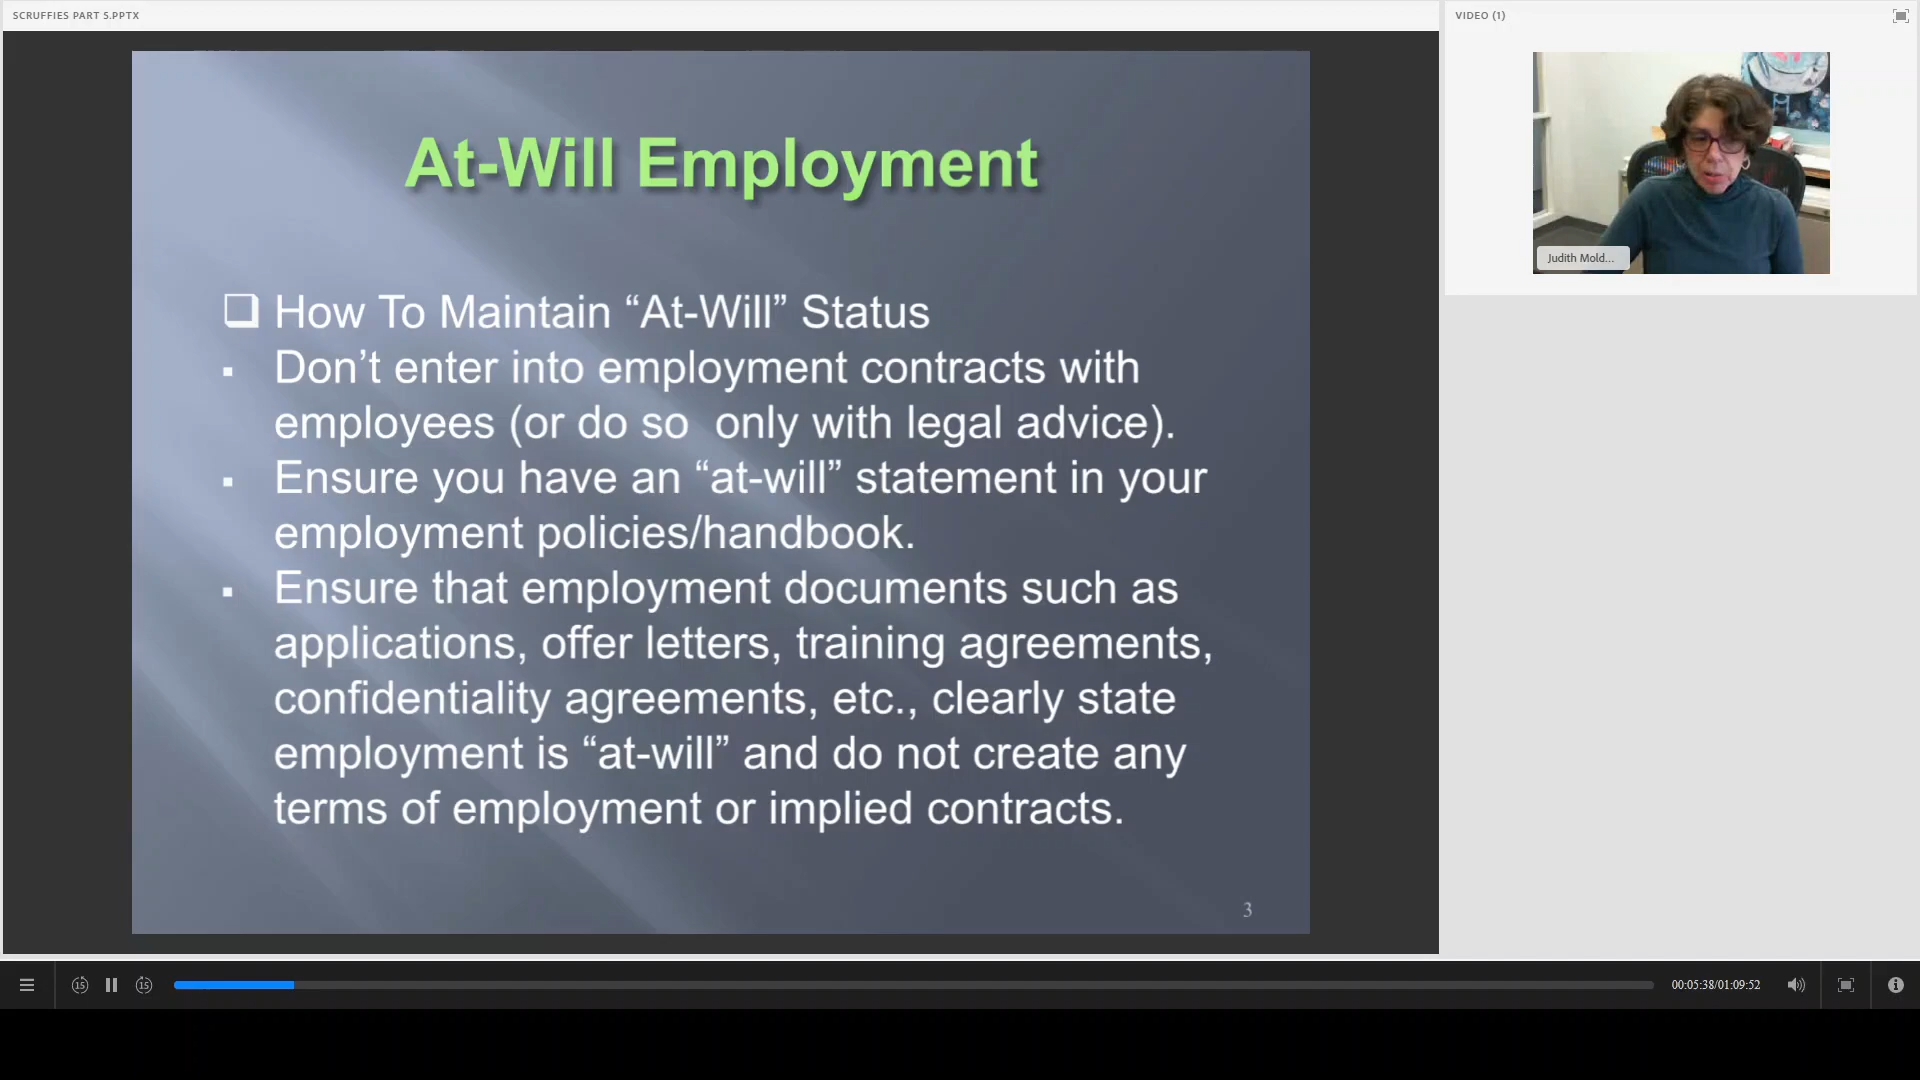 SCRUFFIES PART 5.PPTX
VIDEO (1)
At-Will Employment
Judith Mold...
How To Maintain “At-Will” Status
Don’t enter into employment contracts with
employees (or do so only with legal advice).
Ensure you have an “at-will” statement in your
employment policies/handbook.
Ensure that employment documents such as
applications, offer letters, training agreements,
confidentiality agreements, etc., clearly state
employment is “at-will” and do not create any
terms of employment or implied contracts.
3
15
15
00:05:38/01:09:52